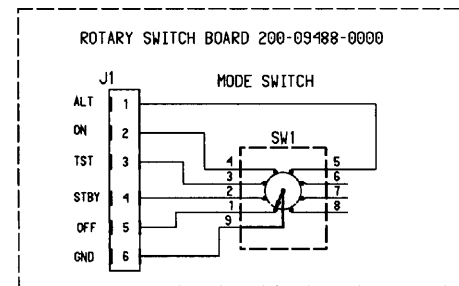 ROTARY SWITCH BOARD 200-09488-0000
J1
MODE SWITCH
ALT 1
ON 2
TST 3
STBY 4
OFF 5
GND 6
SW1
4 5
3 6
2 7
1 8
9